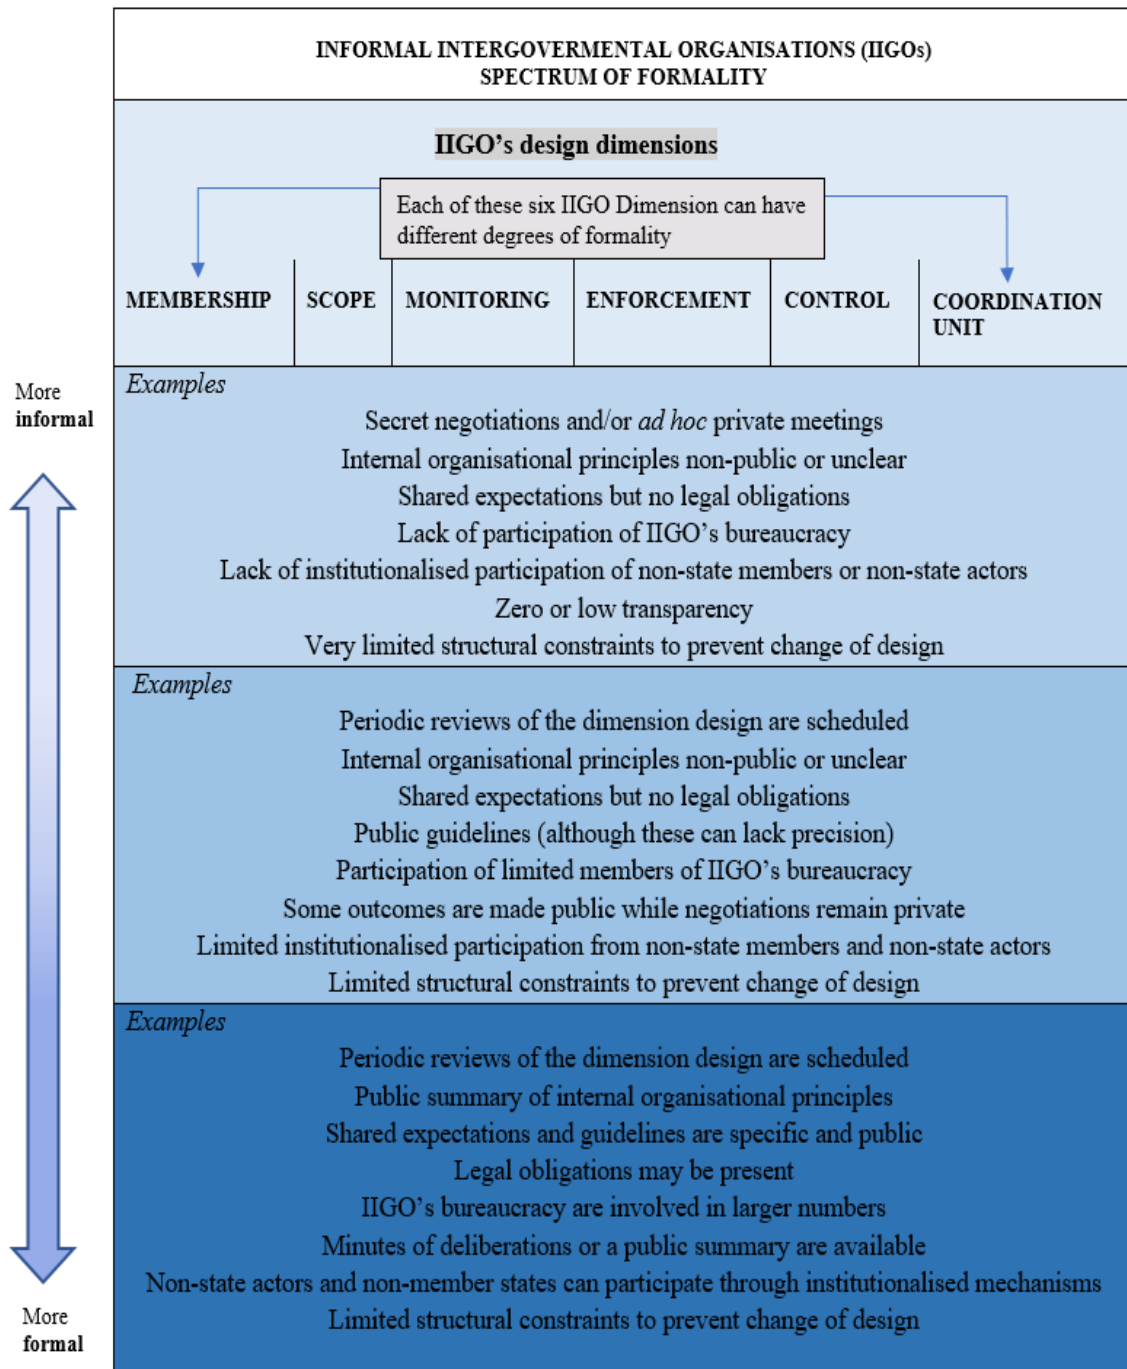 INFORMAL INTERGOVERMENTAL ORGANISATIONS (IIGOs)
SPECTRUM OF FORMALITY
IIGO’s design dimensions
Each of these six IIGO Dimension can have
different degrees of formality
MEMBERSHIP
SCOPE
MONITORING
ENFORCEMENT
CONTROL
COORDINATION
UNIT
More
informal
Examples
Secret negotiations and/or ad hoc private meetings
Internal organisational principles non-public or unclear
Shared expectations but no legal obligations
Lack of participation of IIGO’s bureaucracy
Lack of institutionalised participation of non-state members or non-state actors
Zero or low transparency
Very limited structural constraints to prevent change of design
Examples
Periodic reviews of the dimension design are scheduled
Internal organisational principles non-public or unclear
Shared expectations but no legal obligations
Public guidelines (although these can lack precision)
Participation of limited members of IIGO’s bureaucracy
Some outcomes are made public while negotiations remain private
Limited institutionalised participation from non-state members and non-state actors
Limited structural constraints to prevent change of design
Examples
Periodic reviews of the dimension design are scheduled
Public summary of internal organisational principles
Shared expectations and guidelines are specific and public
Legal obligations may be present
IIGO’s bureaucracy are involved in larger numbers
Minutes of deliberations or a public summary are available
Non-state actors and non-member states can participate through institutionalised mechanisms
Limited structural constraints to prevent change of design
More
formal